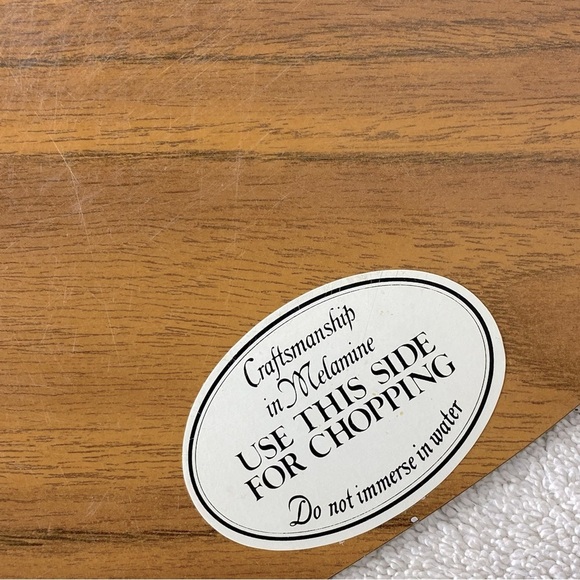 Craftsmanship
in Melamine
USE THIS SIDE
FOR CHOPPING
Do not immerse in water